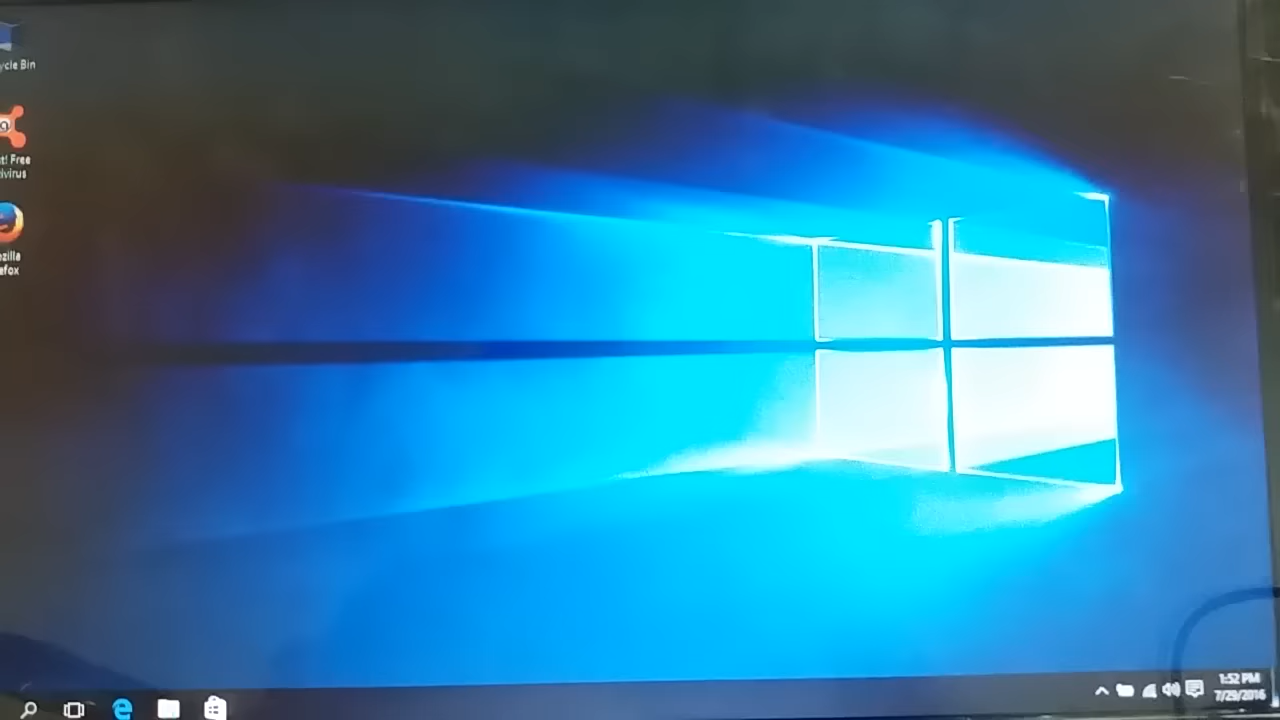 ycle Bin
t! Free
ivirus
ozilla
efox
1:52 PM
7/29/2016